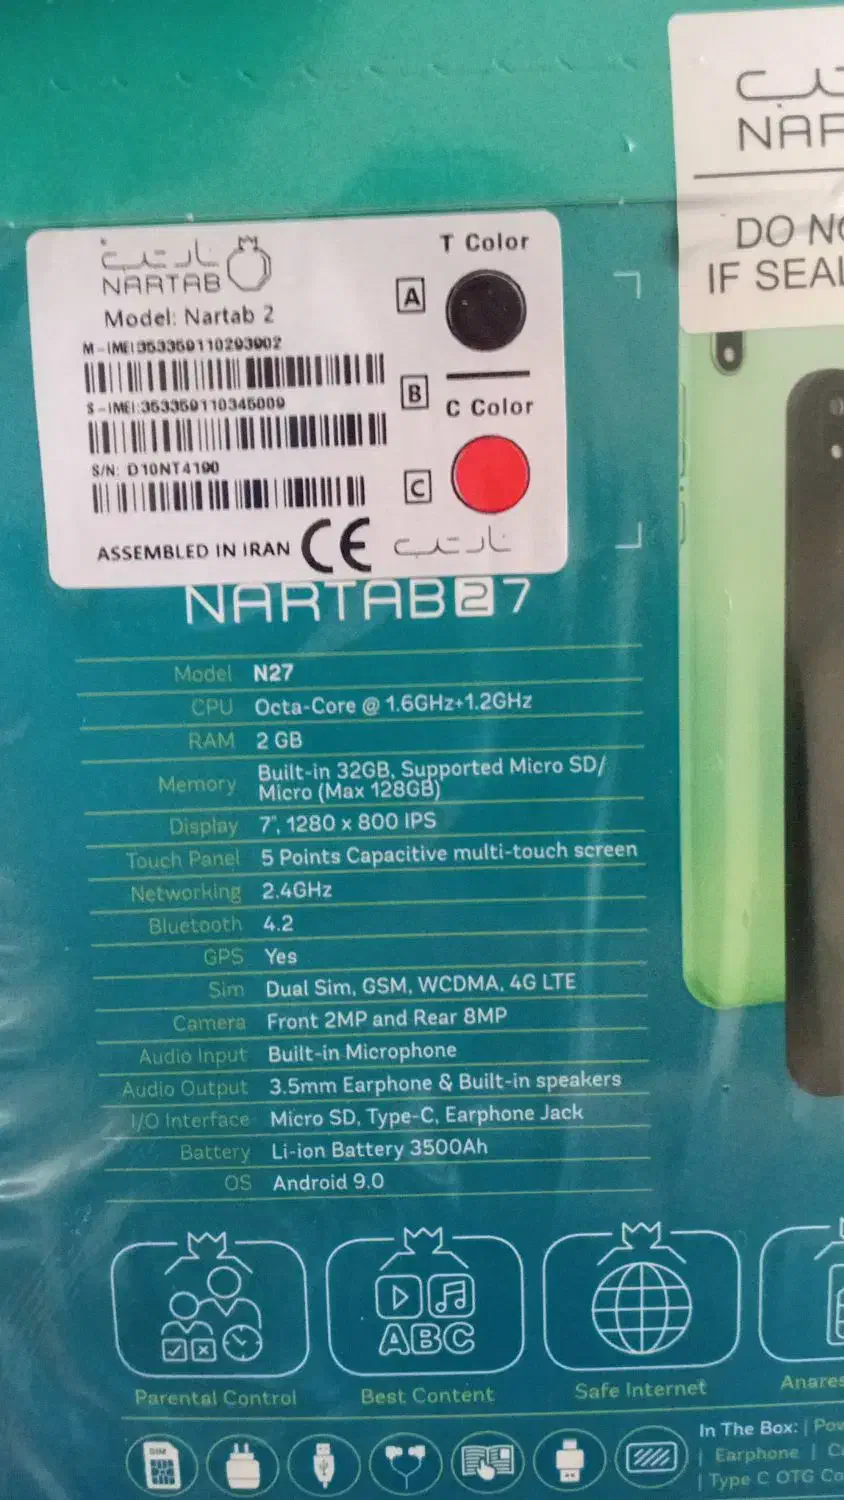 نارتب
NARTAB
Model: Nartab 2
M-IMEI:353359110293902
S-IMEI:353359110345009
S/N: D10NT4190
ASSEMBLED IN IRAN CE نارتب
T Color
A
B
C Color
C
DO
IF
NARTAB 2 7
Model N27
CPU Octa-Core @ 1.6GHz+1.2GHz
RAM 2 GB
Memory Built-in 32GB, Supported Micro SD/
Micro (Max 128GB)
Display 7", 1280 x 800 IPS
Touch Panel 5 Points Capacitive multi-touch screen
Networking 2.4GHz
Bluetooth 4.2
GPS Yes
Sim Dual Sim, GSM, WCDMA, 4G LTE
Camera Front 2MP and Rear 8MP
Audio Input Built-in Microphone
Audio Output 3.5mm Earphone & Built-in speakers
I/O Interface Micro SD, Type-C, Earphone Jack
Battery Li-ion Battery 3500Ah
OS Android 9.0
ABC
Parental Control
Best Content
Safe Internet
SIM
In The Box: |
| Earphone |
| Type C OTG